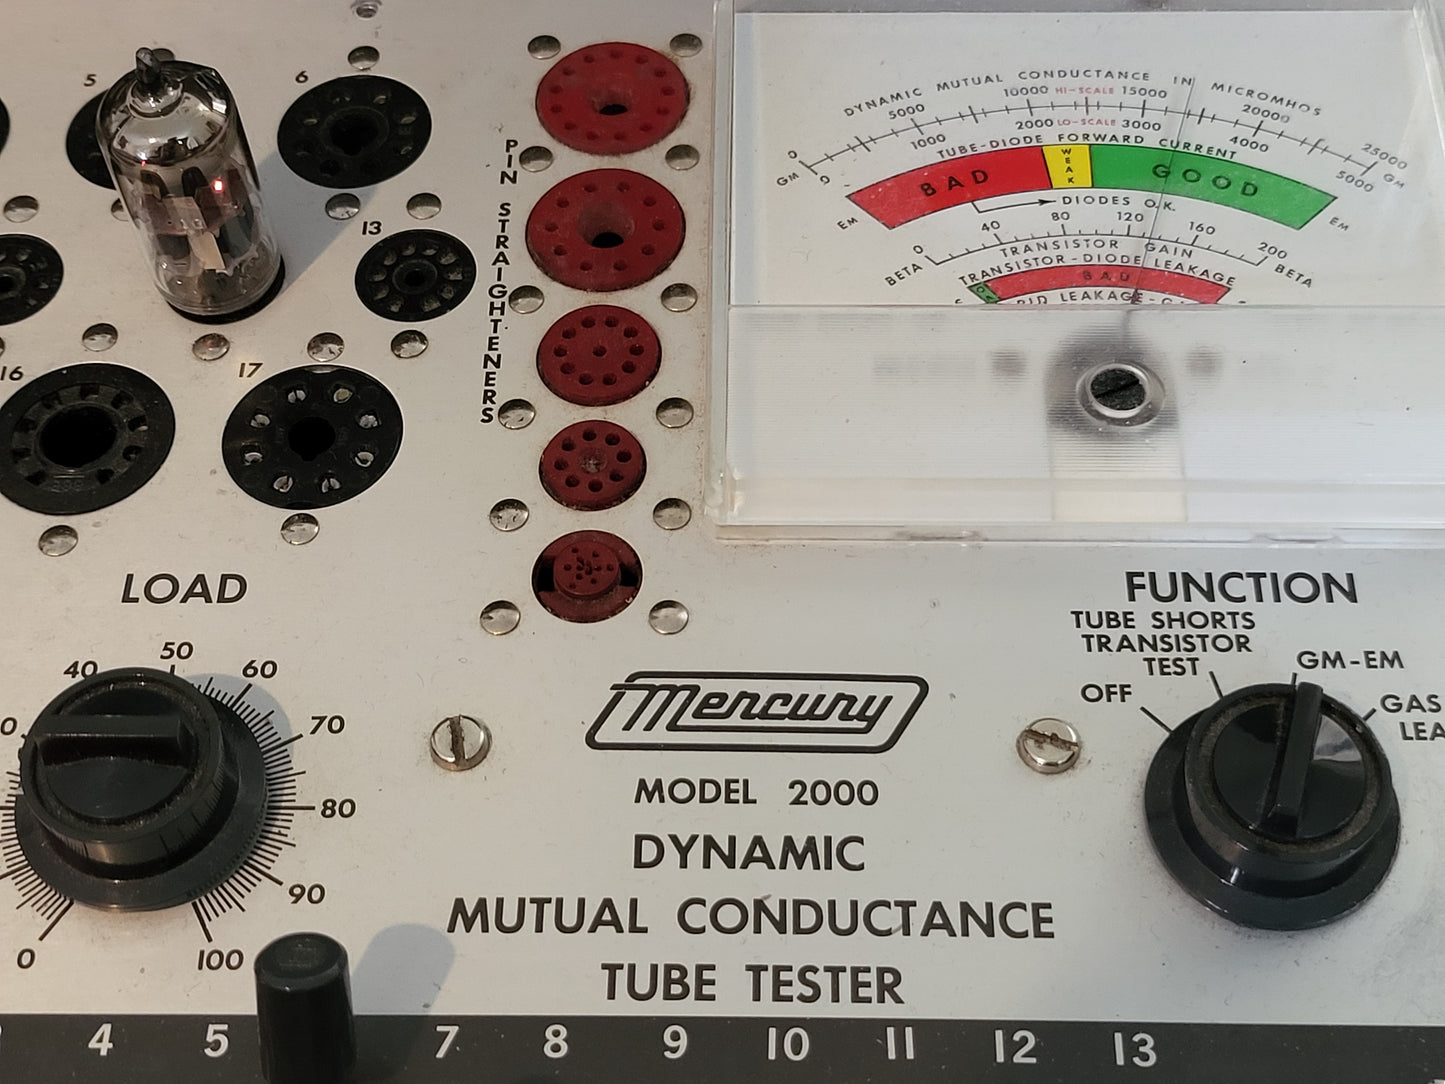 5
6
13
16
17
PIN STRAIGHTENERS
DYNAMIC MUTUAL CONDUCTANCE IN MICROMHOS
0 5000 10000 HI-SCALE 15000 20000 25000
GM 0 1000 2000 LO-SCALE 3000 4000 5000 GM
TUBE-DIODE FORWARD CURRENT
EM BAD WEAK GOOD EM
DIODES O.K.
0 40 80 120 160 200
BETA TRANSISTOR GAIN BETA
TRANSISTOR-DIODE LEAKAGE
BAD
LEAKAGE-
LOAD
40
50
60
70
80
90
100
0
FUNCTION
TUBE SHORTS
TRANSISTOR
TEST
OFF
GM-EM
GAS
LEA
Mercury
MODEL 2000
DYNAMIC
MUTUAL CONDUCTANCE
TUBE TESTER
4 5 7 8 9 10 11 12 13